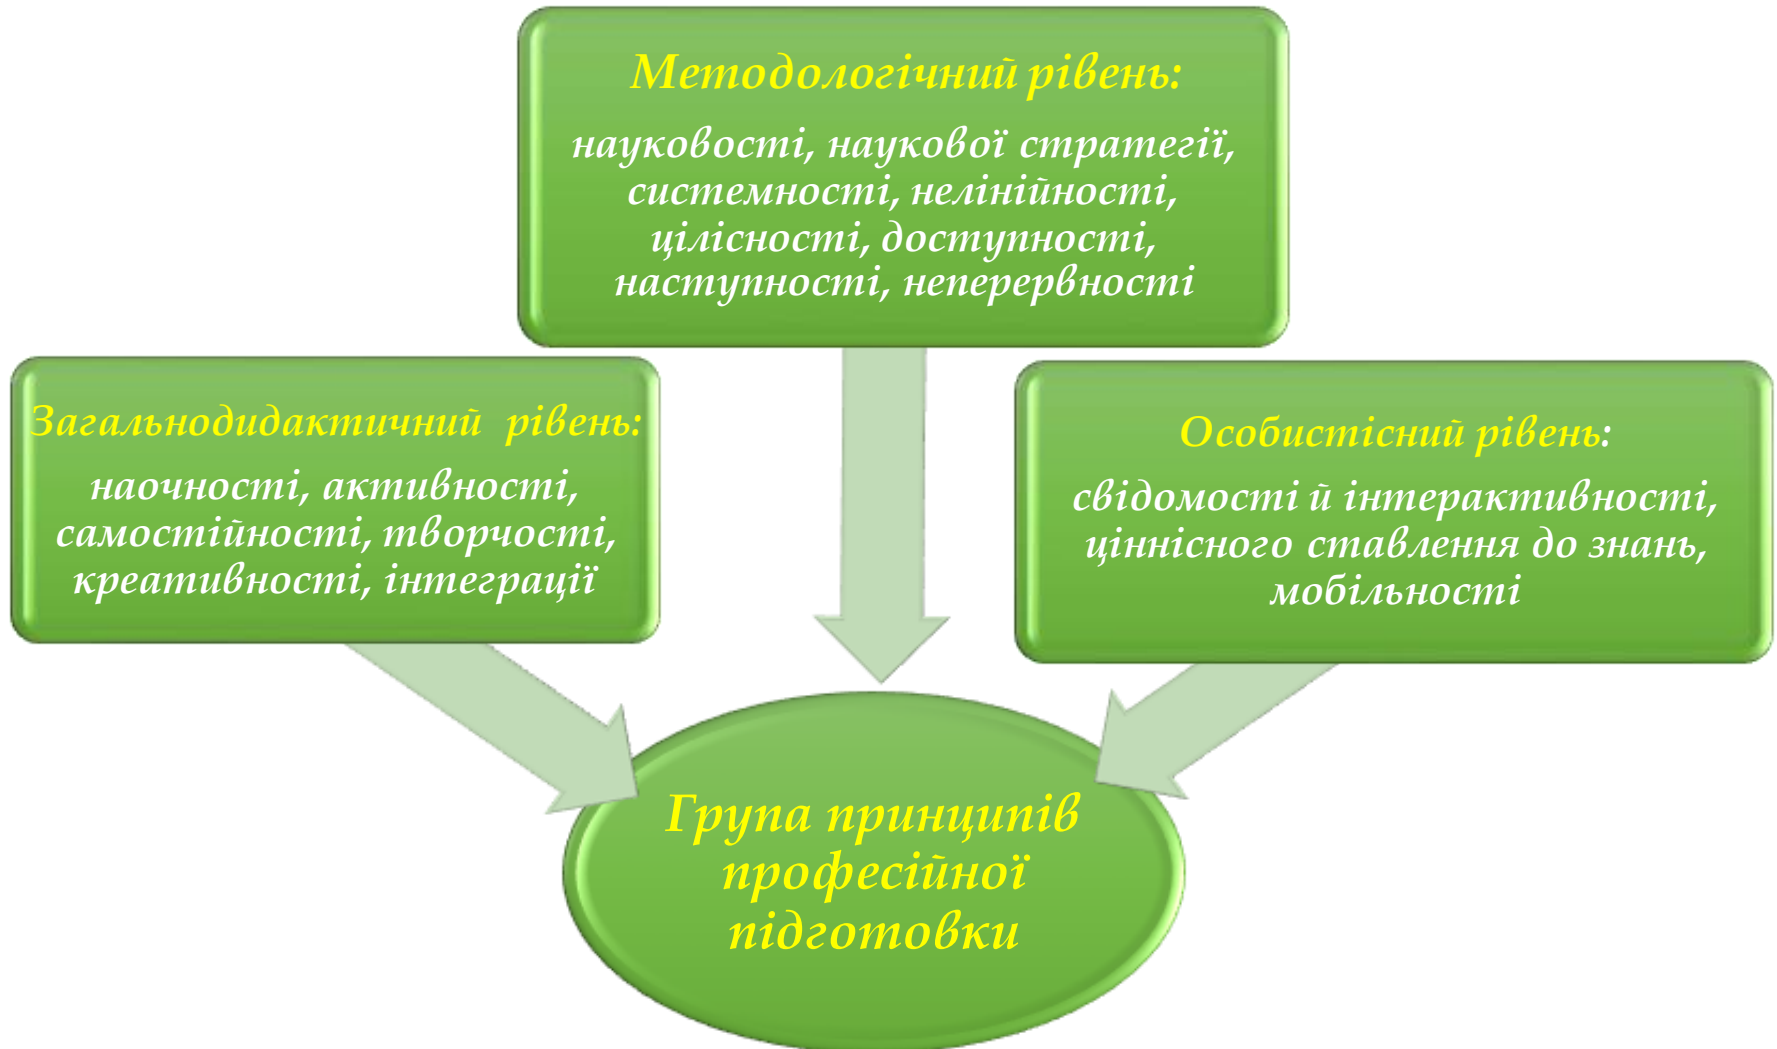 Методологічний рівень:
науковості, наукової стратегії,
системності, нелінійності,
цілісності, доступності,
наступності, неперервності
Загальнодидактичний рівень:
наочності, активності,
самостійності, творчості,
креативності, інтеграції
Особистісний рівень:
свідомості й інтерактивності,
ціннісного ставлення до знань,
мобільності
Група принципів
професійної
підготовки